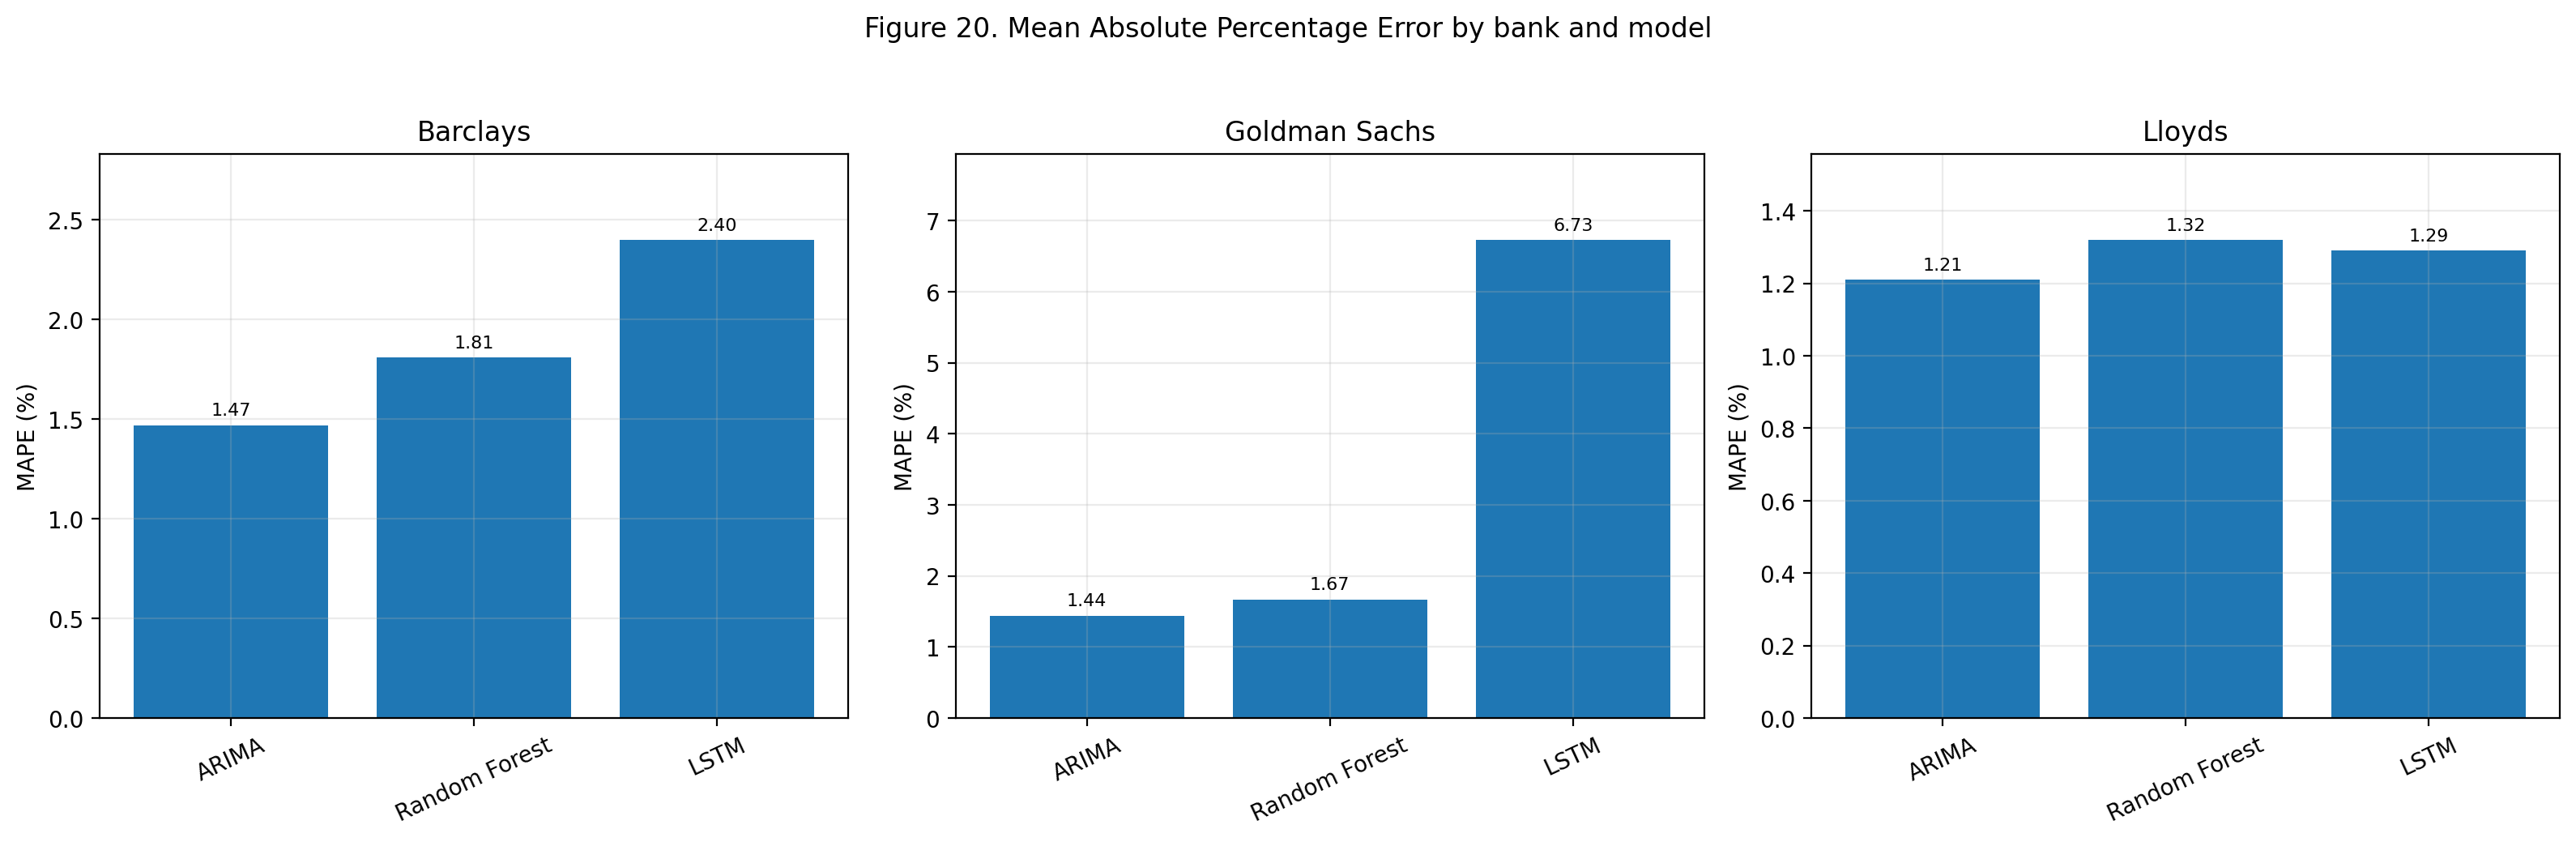 Figure 20. Mean Absolute Percentage Error by bank and model
Barclays
MAPE (%)
2.5
2.0
1.5
1.0
0.5
0.0
1.47
1.81
2.40
ARIMA
Random Forest
LSTM
Goldman Sachs
MAPE (%)
7
6
5
4
3
2
1
0
1.44
1.67
6.73
ARIMA
Random Forest
LSTM
Lloyds
MAPE (%)
1.4
1.2
1.0
0.8
0.6
0.4
0.2
0.0
1.21
1.32
1.29
ARIMA
Random Forest
LSTM